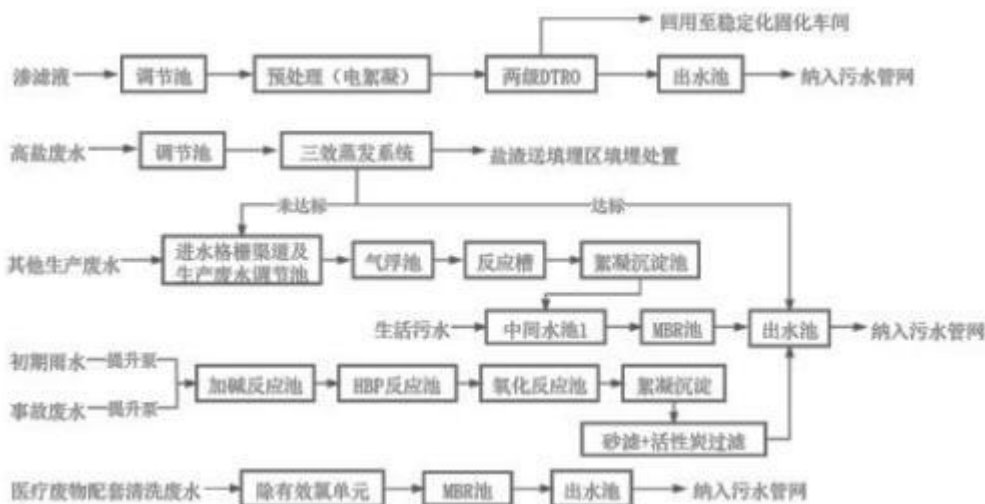 回用至稳定化固化车间
渗滤液 调节池 预处理（电絮凝） 两级DTRO 出水池 纳入污水管网
高盐废水 调节池 三效蒸发系统 盐渣送填埋区填埋处置
未达标 达标
其他生产废水 进水格栅渠道及 气浮池 反应槽 絮凝沉淀池
生产废水调节池
生活污水 中间水池1 MBR池 出水池 纳入污水管网
初期雨水 提升泵
加碱反应池 HBP反应池 氧化反应池 絮凝沉淀
事故废水 提升泵
砂滤+活性炭过滤
医疗废物配套清洗废水 除有效氯单元 MBR池 出水池 纳入污水管网